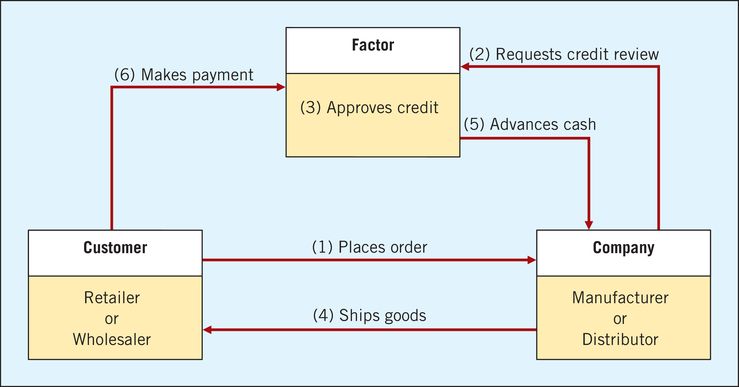 Factor
(2) Requests credit review
(6) Makes payment
(3) Approves credit
(5) Advances cash
Customer
(1) Places order
Company
Retailer
or
Wholesaler
(4) Ships goods
Manufacturer
or
Distributor